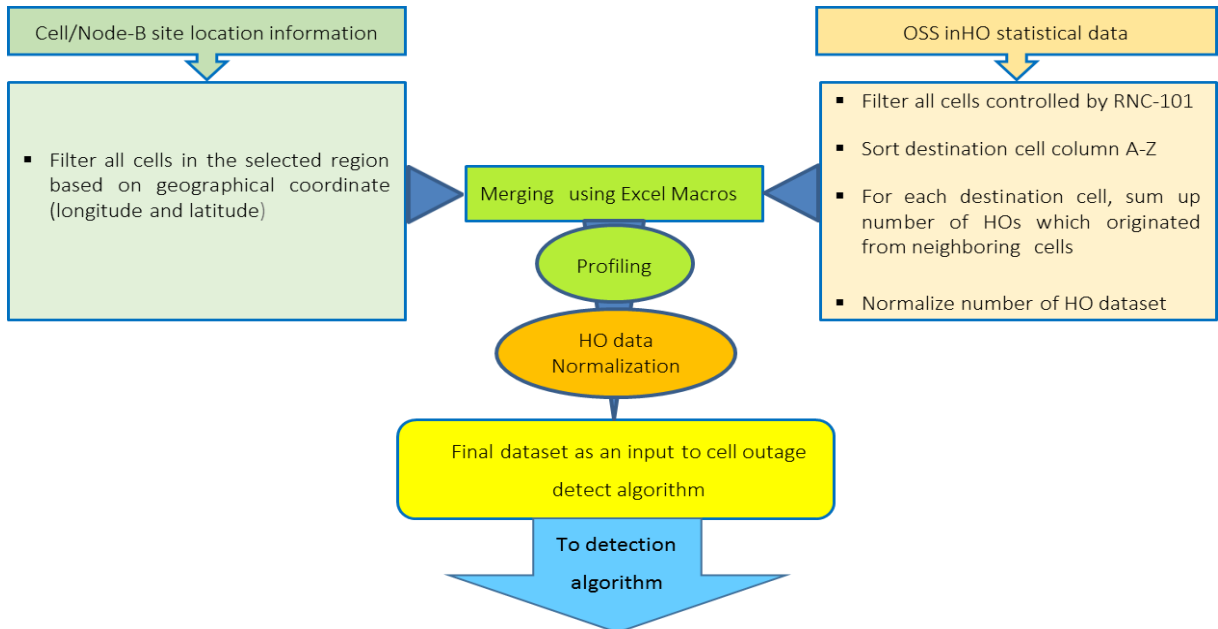 Cell/Node-B site location information
▪ Filter all cells in the selected region
based on geographical coordinate
(longitude and latitude)
OSS inHO statistical data
▪ Filter all cells controlled by RNC-101
▪ Sort destination cell column A-Z
▪ For each destination cell, sum up
number of HOs which originated
from neighboring cells
▪ Normalize number of HO dataset
Merging using Excel Macros
Profiling
HO data
Normalization
Final dataset as an input to cell outage
detect algorithm
To detection
algorithm